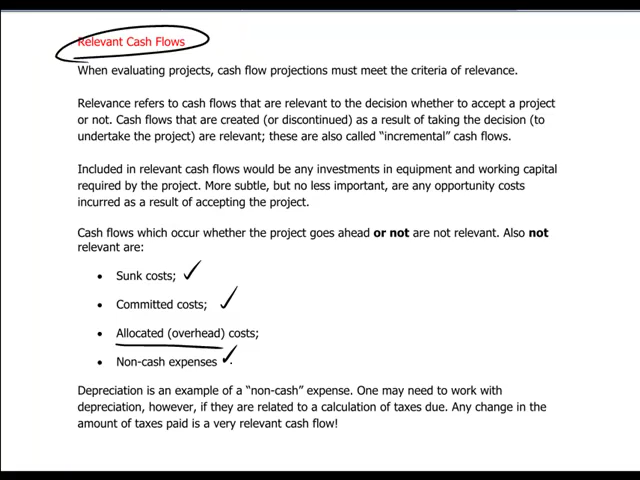 Relevant Cash Flows
When evaluating projects, cash flow projections must meet the criteria of relevance.
Relevance refers to cash flows that are relevant to the decision whether to accept a project
or not. Cash flows that are created (or discontinued) as a result of taking the decision (to
undertake the project) are relevant; these are also called “incremental” cash flows.
Included in relevant cash flows would be any investments in equipment and working capital
required by the project. More subtle, but no less important, are any opportunity costs
incurred as a result of accepting the project.
Cash flows which occur whether the project goes ahead or not are not relevant. Also not
relevant are:
• Sunk costs;
• Committed costs;
• Allocated (overhead) costs;
• Non-cash expenses.
Depreciation is an example of a “non-cash” expense. One may need to work with
depreciation, however, if they are related to a calculation of taxes due. Any change in the
amount of taxes paid is a very relevant cash flow!